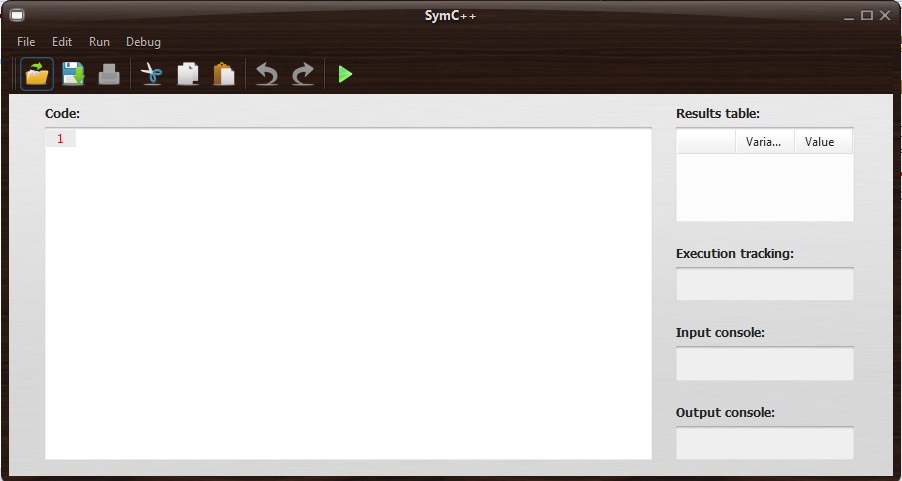 SymC++
File Edit Run Debug
Code:
1
Results table:
Varia... Value
Execution tracking:
Input console:
Output console: